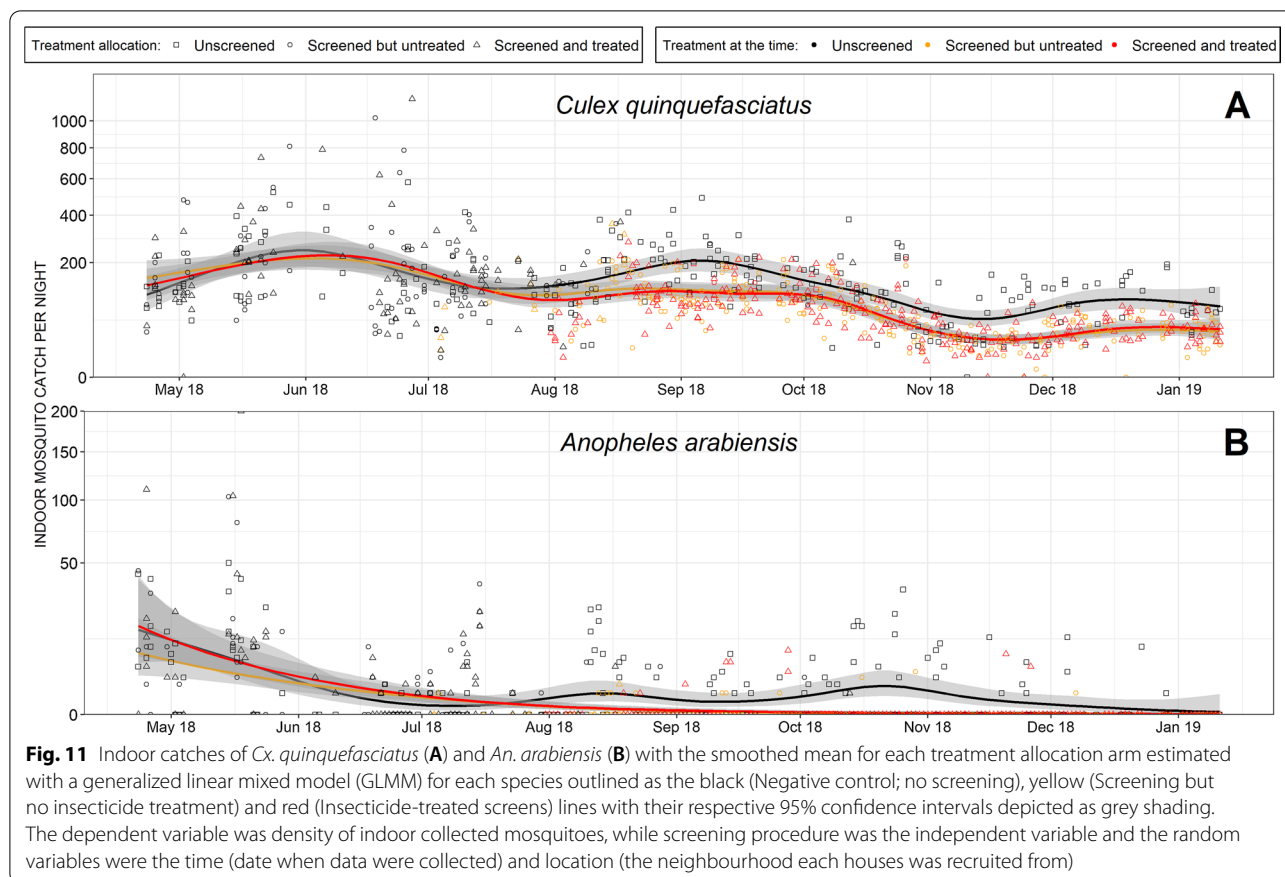 Treatment allocation: □ Unscreened ○ Screened but untreated △ Screened and treated
Treatment at the time: • Unscreened • Screened but untreated • Screened and treated
Culex quinquefasciatus
A
1000
800
600
400
200
0
May 18 Jun 18 Jul 18 Aug 18 Sep 18 Oct 18 Nov 18 Dec 18 Jan 19
INDOOR MOSQUITO CATCH PER NIGHT
Anopheles arabiensis
B
200
150
100
50
0
May 18 Jun 18 Jul 18 Aug 18 Sep 18 Oct 18 Nov 18 Dec 18 Jan 19
Fig. 11 Indoor catches of Cx. quinquefasciatus (A) and An. arabiensis (B) with the smoothed mean for each treatment allocation arm estimated
with a generalized linear mixed model (GLMM) for each species outlined as the black (Negative control; no screening), yellow (Screening but
no insecticide treatment) and red (Insecticide-treated screens) lines with their respective 95% confidence intervals depicted as grey shading.
The dependent variable was density of indoor collected mosquitoes, while screening procedure was the independent variable and the random
variables were the time (date when data were collected) and location (the neighbourhood each houses was recruited from)